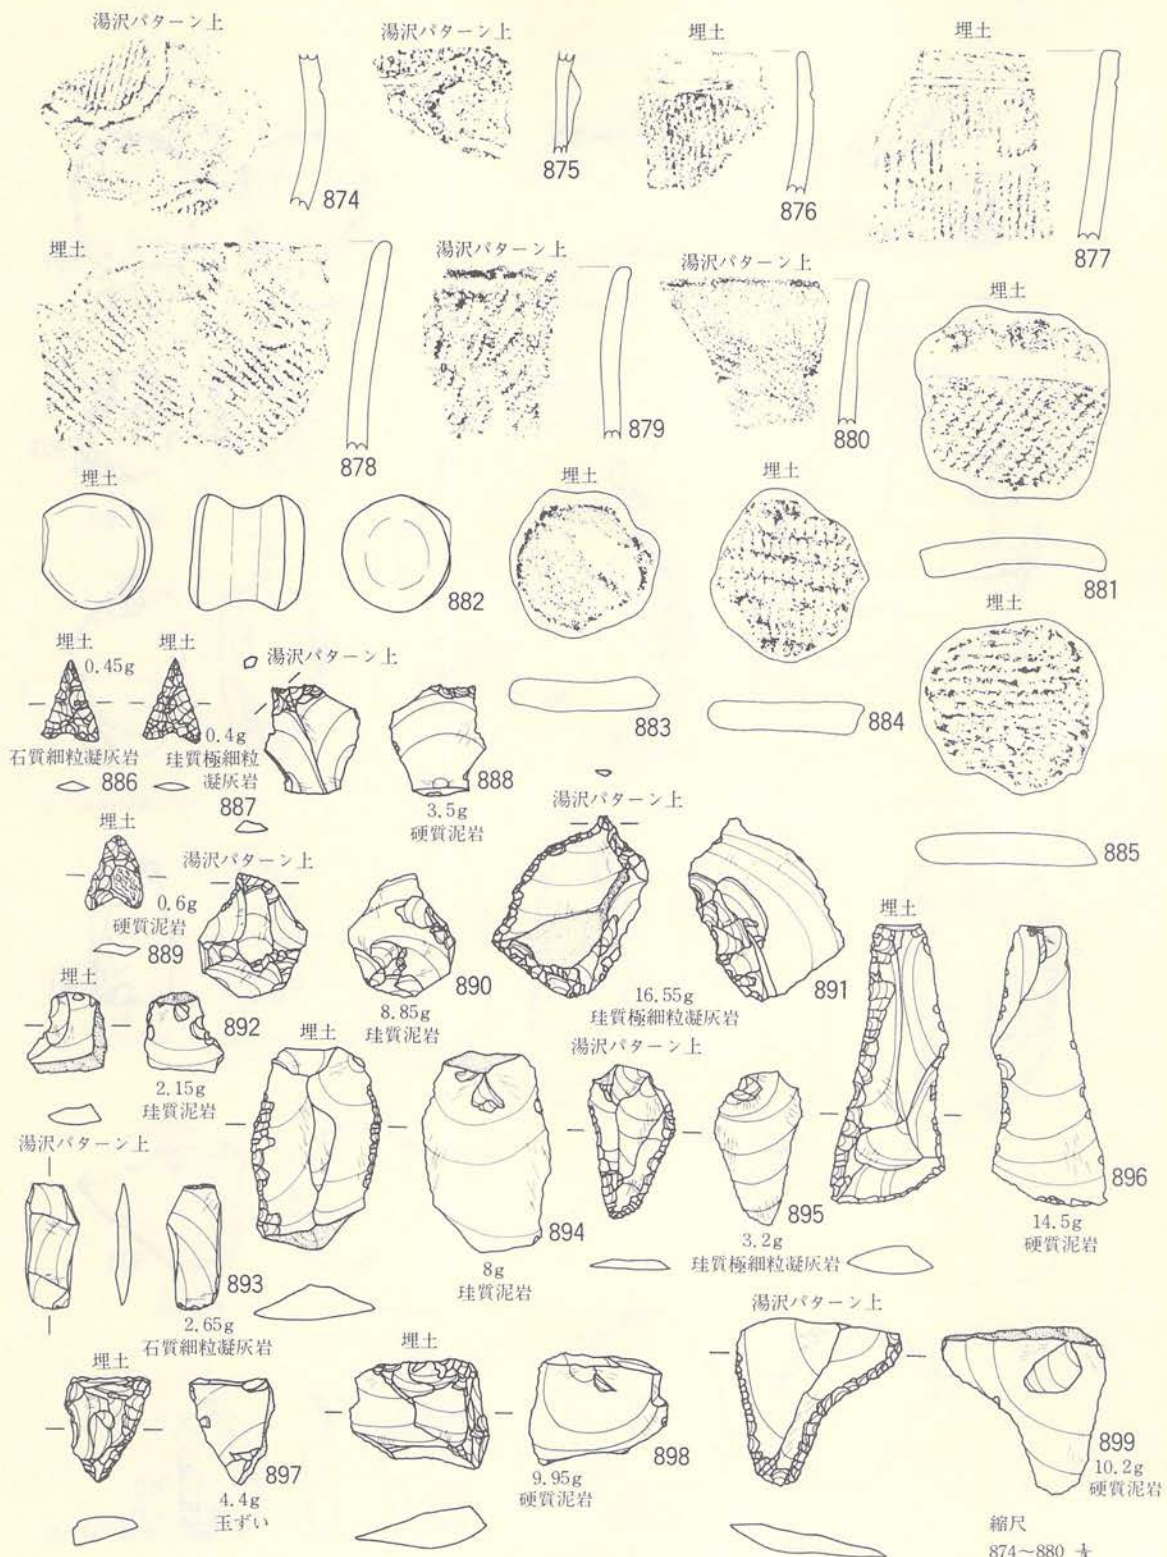 湯沢パターン上
874
湯沢パターン上
875
埋土
876
埋土
877
埋土
878
湯沢パターン上
879
湯沢パターン上
880
埋土
881
埋土
882
埋土
883
埋土
884
埋土
885
埋土
0.45g
石質細粒凝灰岩
886
埋土
0.4g
珪質極細粒
凝灰岩
887
湯沢パターン上
888
3.5g
硬質泥岩
埋土
0.6g
硬質泥岩
889
湯沢パターン上
890
8.85g
珪質泥岩
湯沢パターン上
891
16.55g
珪質極細粒凝灰岩
埋土
892
2.15g
珪質泥岩
湯沢パターン上
893
2.65g
石質細粒凝灰岩
埋土
894
8g
珪質泥岩
湯沢パターン上
895
3.2g
珪質極細粒凝灰岩
埋土
896
14.5g
硬質泥岩
埋土
897
4.4g
玉ずい
埋土
898
9.95g
硬質泥岩
湯沢パターン上
899
10.2g
硬質泥岩
縮尺
874～880